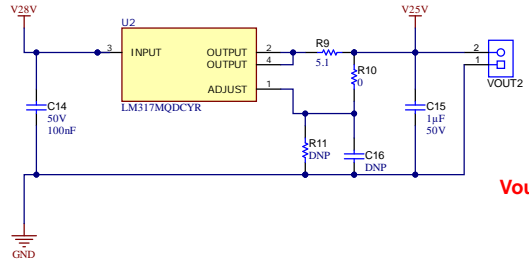 V28V
V25V
U2
3
INPUT
OUTPUT
2
OUTPUT
4
ADJUST
1
LM317MQDCYR
R9
5.1
R10
0
2
1
VOUT2
C14
50V
100nF
C15
1µF
50V
R11
DNP
C16
DNP
Vou
GND